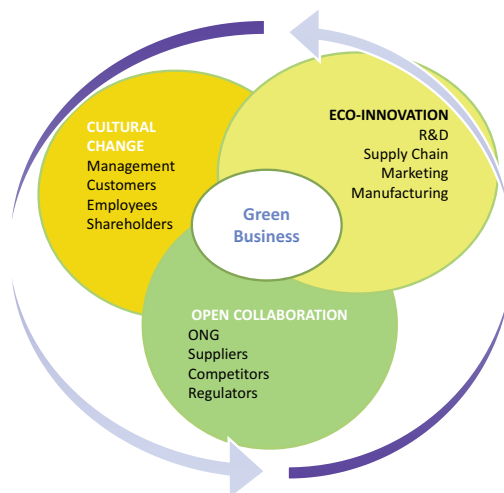 CULTURAL
CHANGE
Management
Customers
Employees
Shareholders
ECO-INNOVATION
R&D
Supply Chain
Marketing
Manufacturing
Green
Business
OPEN COLLABORATION
ONG
Suppliers
Competitors
Regulators